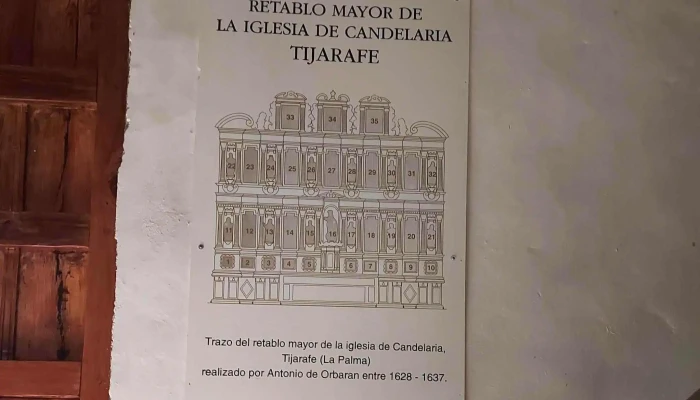 RETABLO MAYOR DE
LA IGLESIA DE CANDELARIA
TIJARAFE
33 34 35
22 23 24 25 26 27 28 29 30 31 32
11 12 13 14 15 16 17 18 19 20 21
1 2 3 4 5 6 7 8 9 10
Trazo del retablo mayor de la iglesia de Candelaria,
Tijarafe (La Palma)
realizado por Antonio de Orbaran entre 1628 - 1637.